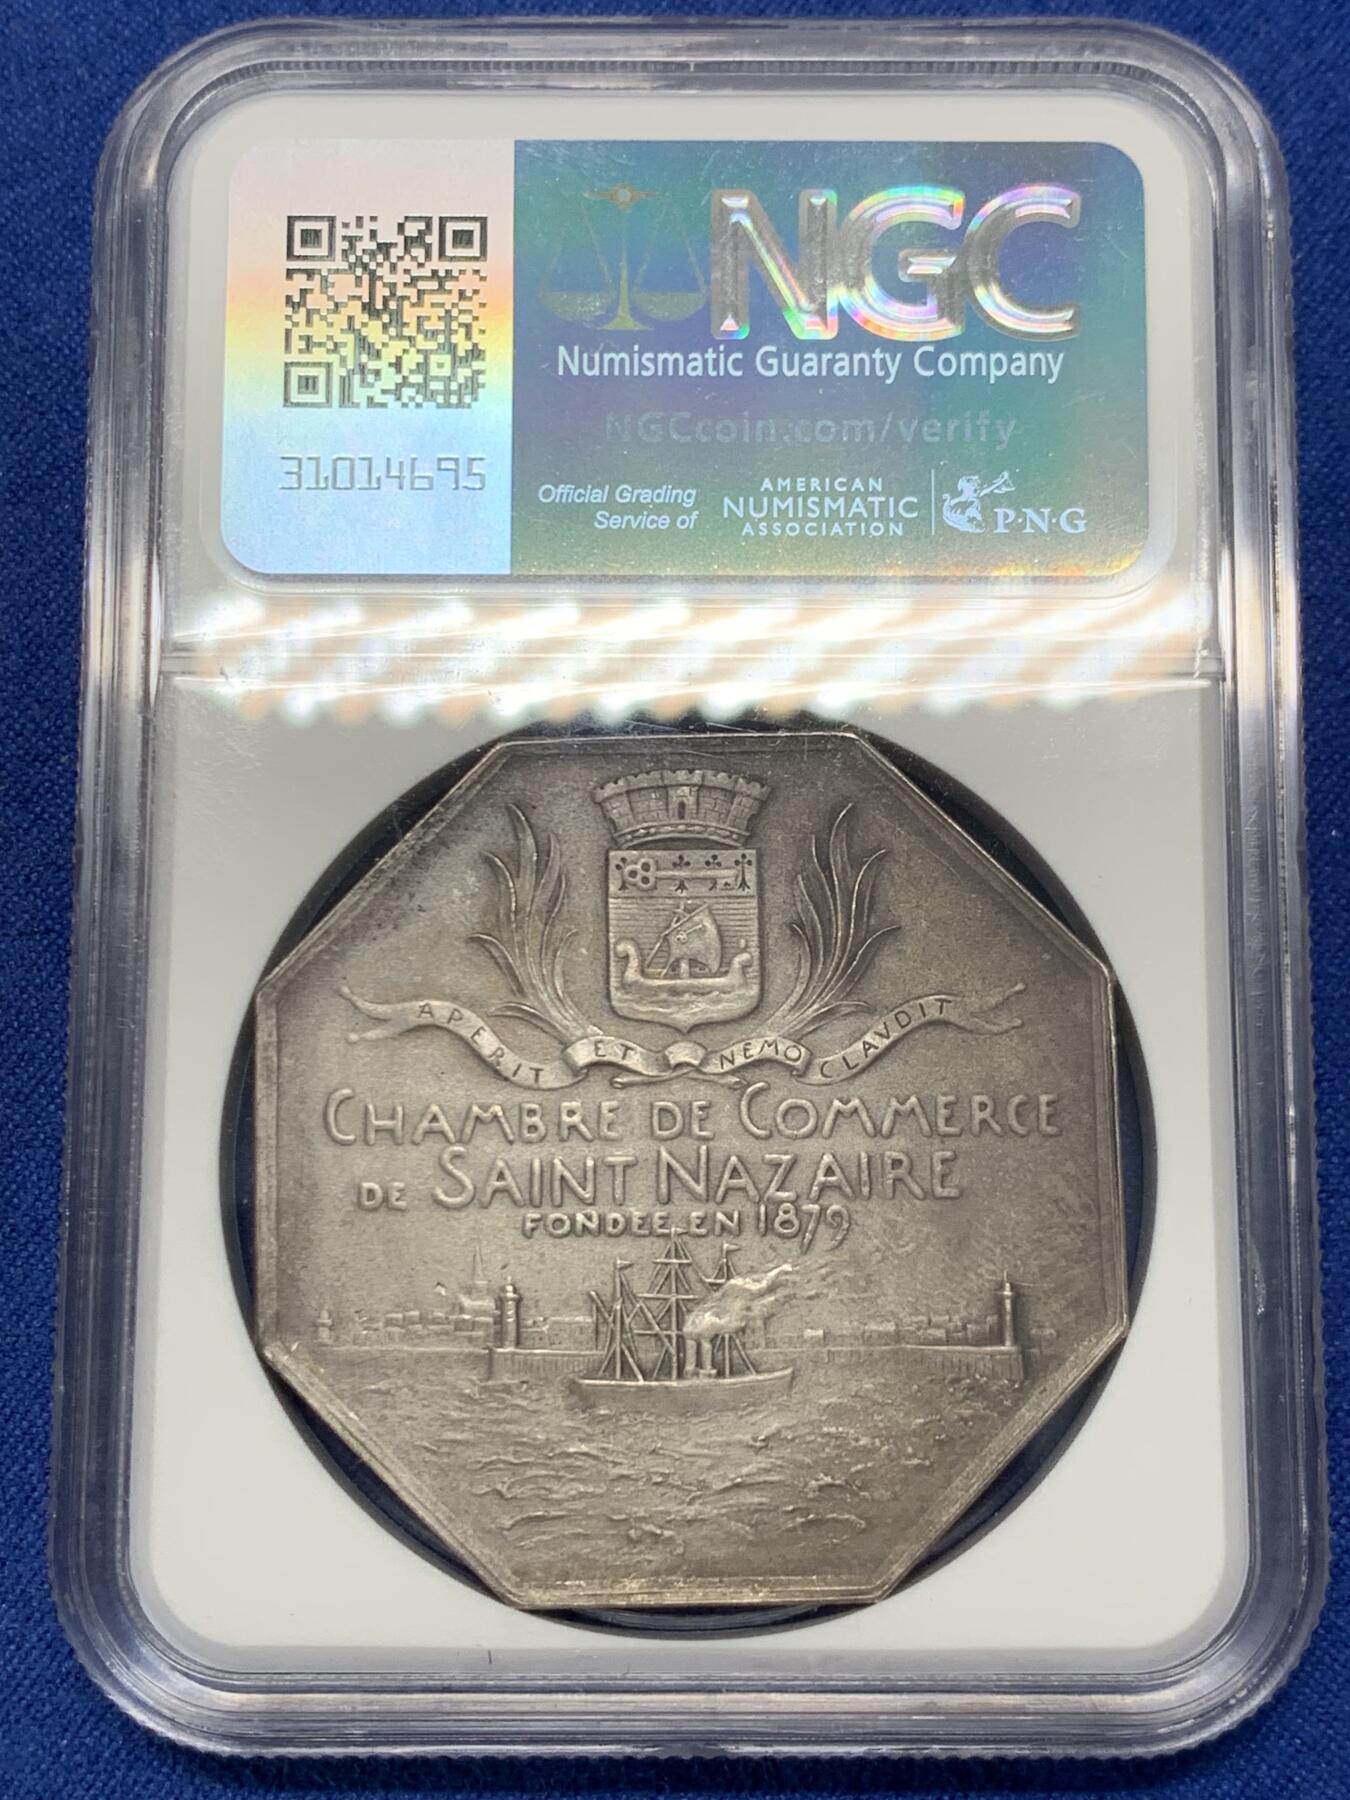 NGC
Numismatic Guaranty Company
NGCcoin.com/verify
31014695
Official Grading
Service of
AMERICAN
NUMISMATIC
ASSOCIATION
P·N·G
APERIT ET NEMO CLAVDIT
CHAMBRE DE COMMERCE
DE SAINT NAZAIRE
FONDEE EN 1879